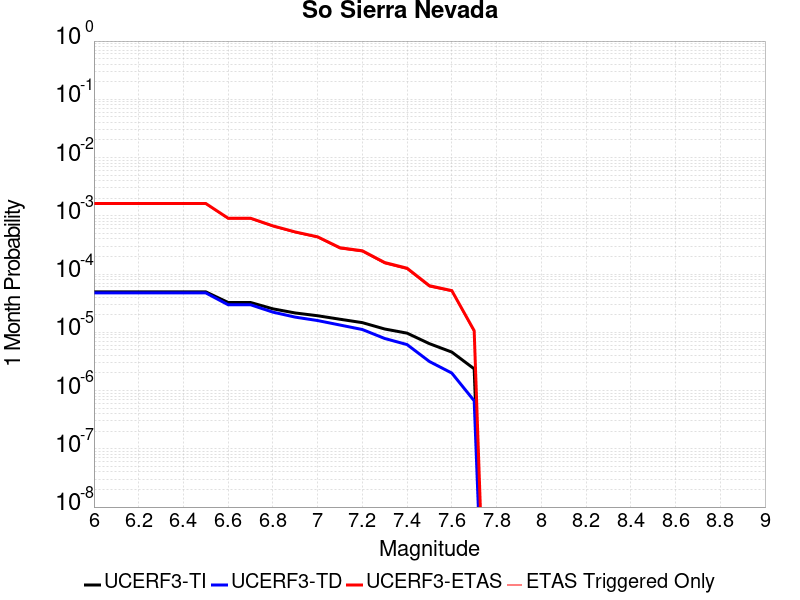 So Sierra Nevada
10^0
10^-1
10^-2
10^-3
10^-4
10^-5
10^-6
10^-7
10^-8
1 Month Probability
6 6.2 6.4 6.6 6.8 7 7.2 7.4 7.6 7.8 8 8.2 8.4 8.6 8.8 9
Magnitude
UCERF3-TI UCERF3-TD UCERF3-ETAS ETAS Triggered Only